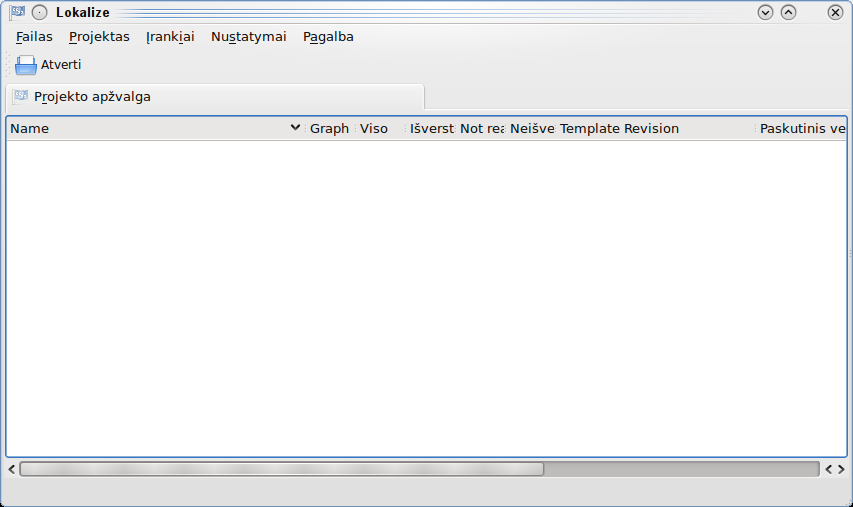 Lokalize
Failas Projektas Įrankiai Nustatymai Pagalba
Atverti
Projekto apžvalga
Name Graph Viso Išverst Not rea Neišve Template Revision Paskutinis ve